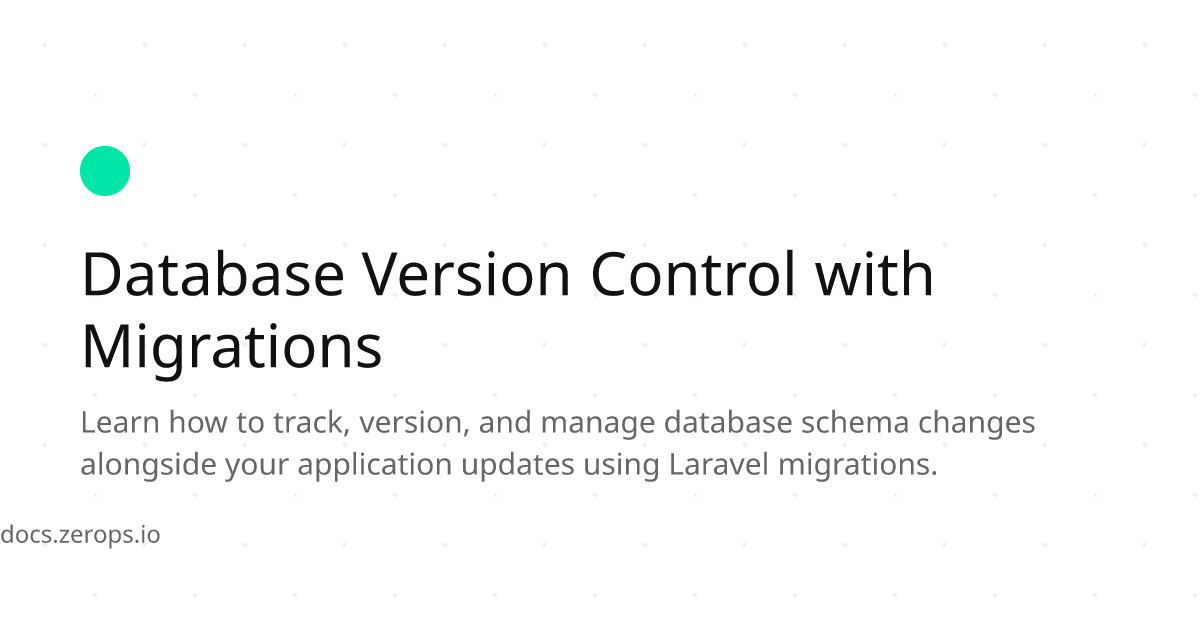 Database Version Control with
Migrations
Learn how to track, version, and manage database schema changes
alongside your application updates using Laravel migrations.
docs.zerops.io